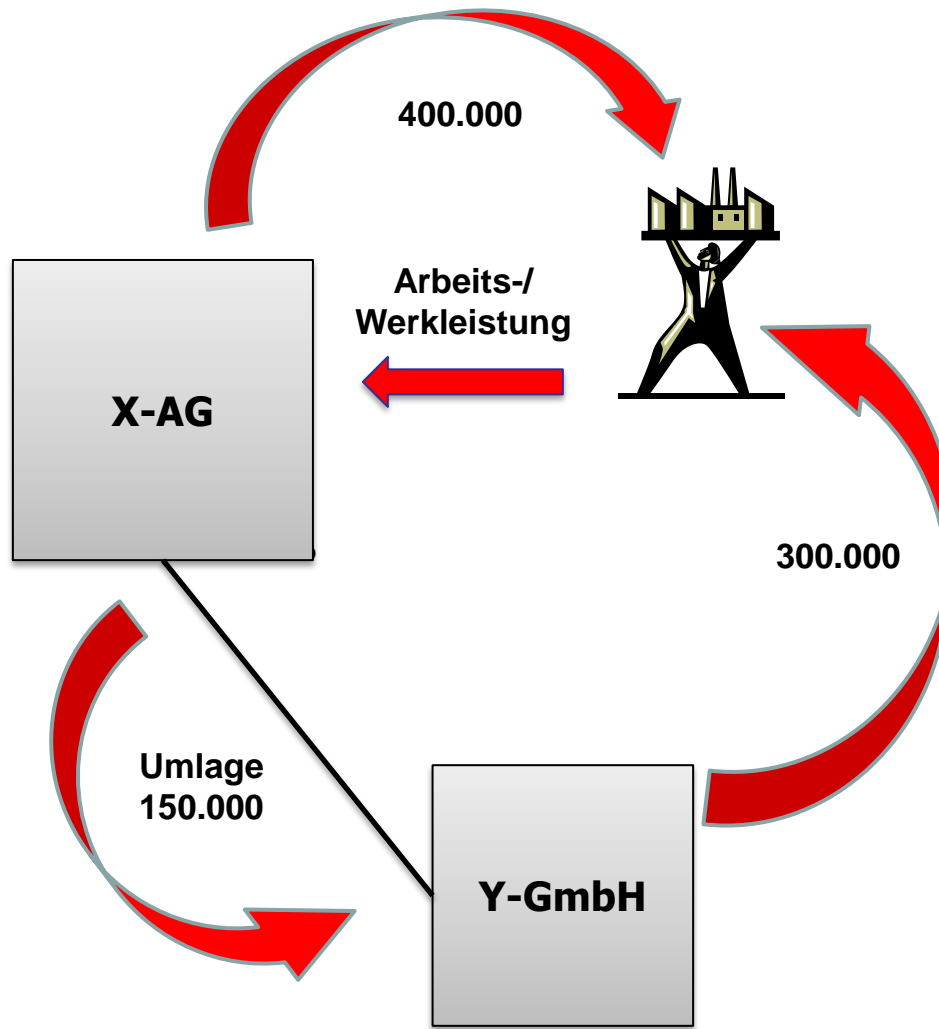 400.000
Arbeits-/
Werkleistung
X-AG
300.000
Umlage
150.000
Y-GmbH